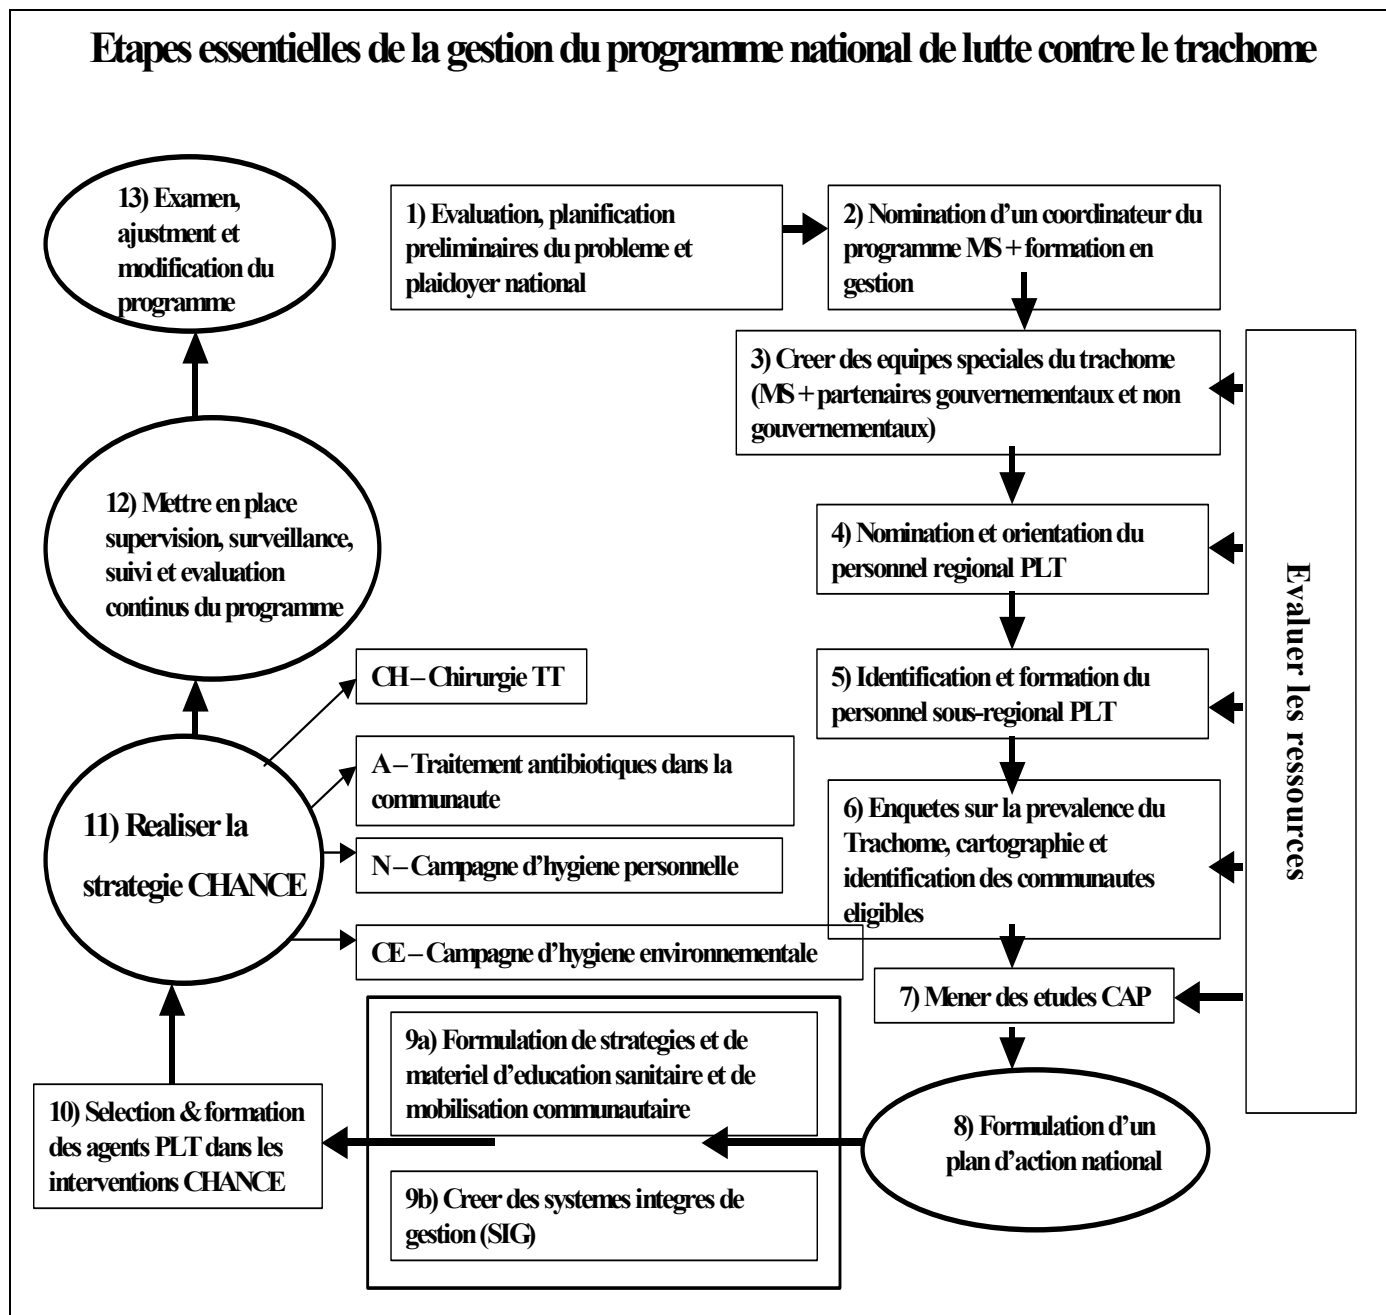 Etapes essentielles de la gestion du programme national de lutte contre le trachome
1) Evaluation, planification
preliminaires du probleme et
plaidoyer national
2) Nomination d'un coordinateur du
programme MS + formation en
gestion
3) Creer des equipes speciales du trachome
(MS + partenaires gouvernementaux et non
gouvernementaux)
4) Nomination et orientation du
personnel regional PLT
5) Identification et formation du
personnel sous-regional PLT
6) Enquetes sur la prevalence du
Trachome, cartographie et
identification des communautes
eligibles
7) Mener des etudes CAP
Evaluer les ressources
8) Formulation d'un
plan d'action national
9a) Formulation de strategies et de
materiel d'education sanitaire et de
mobilisation communautaire
9b) Creer des systemes integres de
gestion (SIG)
10) Selection & formation
des agents PLT dans les
interventions CHANCE
11) Realiser la
strategie CHANCE
CH – Chirurgie TT
A – Traitement antibiotiques dans la
communaute
N – Campagne d'hygiene personnelle
CE – Campagne d'hygiene environnementale
12) Mettre en place
supervision, surveillance,
suivi et evaluation
continus du programme
13) Examen,
ajustment et
modification du
programme